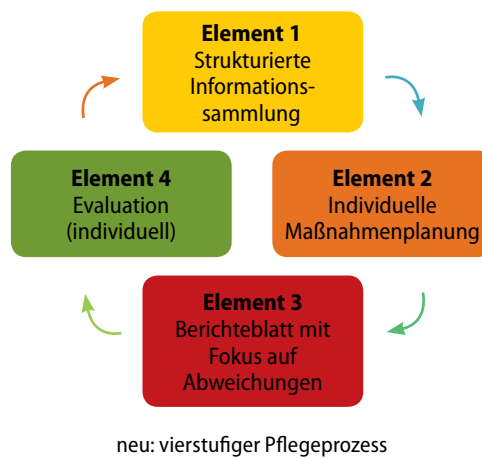 Element 1
Strukturierte
Informations-
sammlung
Element 4
Evaluation
(individuell)
Element 2
Individuelle
Maßnahmenplanung
Element 3
Berichteblatt mit
Fokus auf
Abweichungen
neu: vierstufiger Pflegeprozess